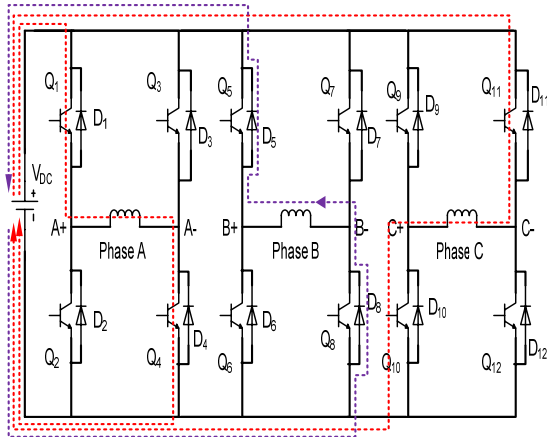 Q1 Q3 Q5 Q7 Q9 Q11
D1 D3 D5 D7 D9 D11
VDC
+
-
A+ A- B+ B- C+ C-
Phase A Phase B Phase C
D2 D4 D6 D8 D10 D12
Q2 Q4 Q6 Q8 Q10 Q12